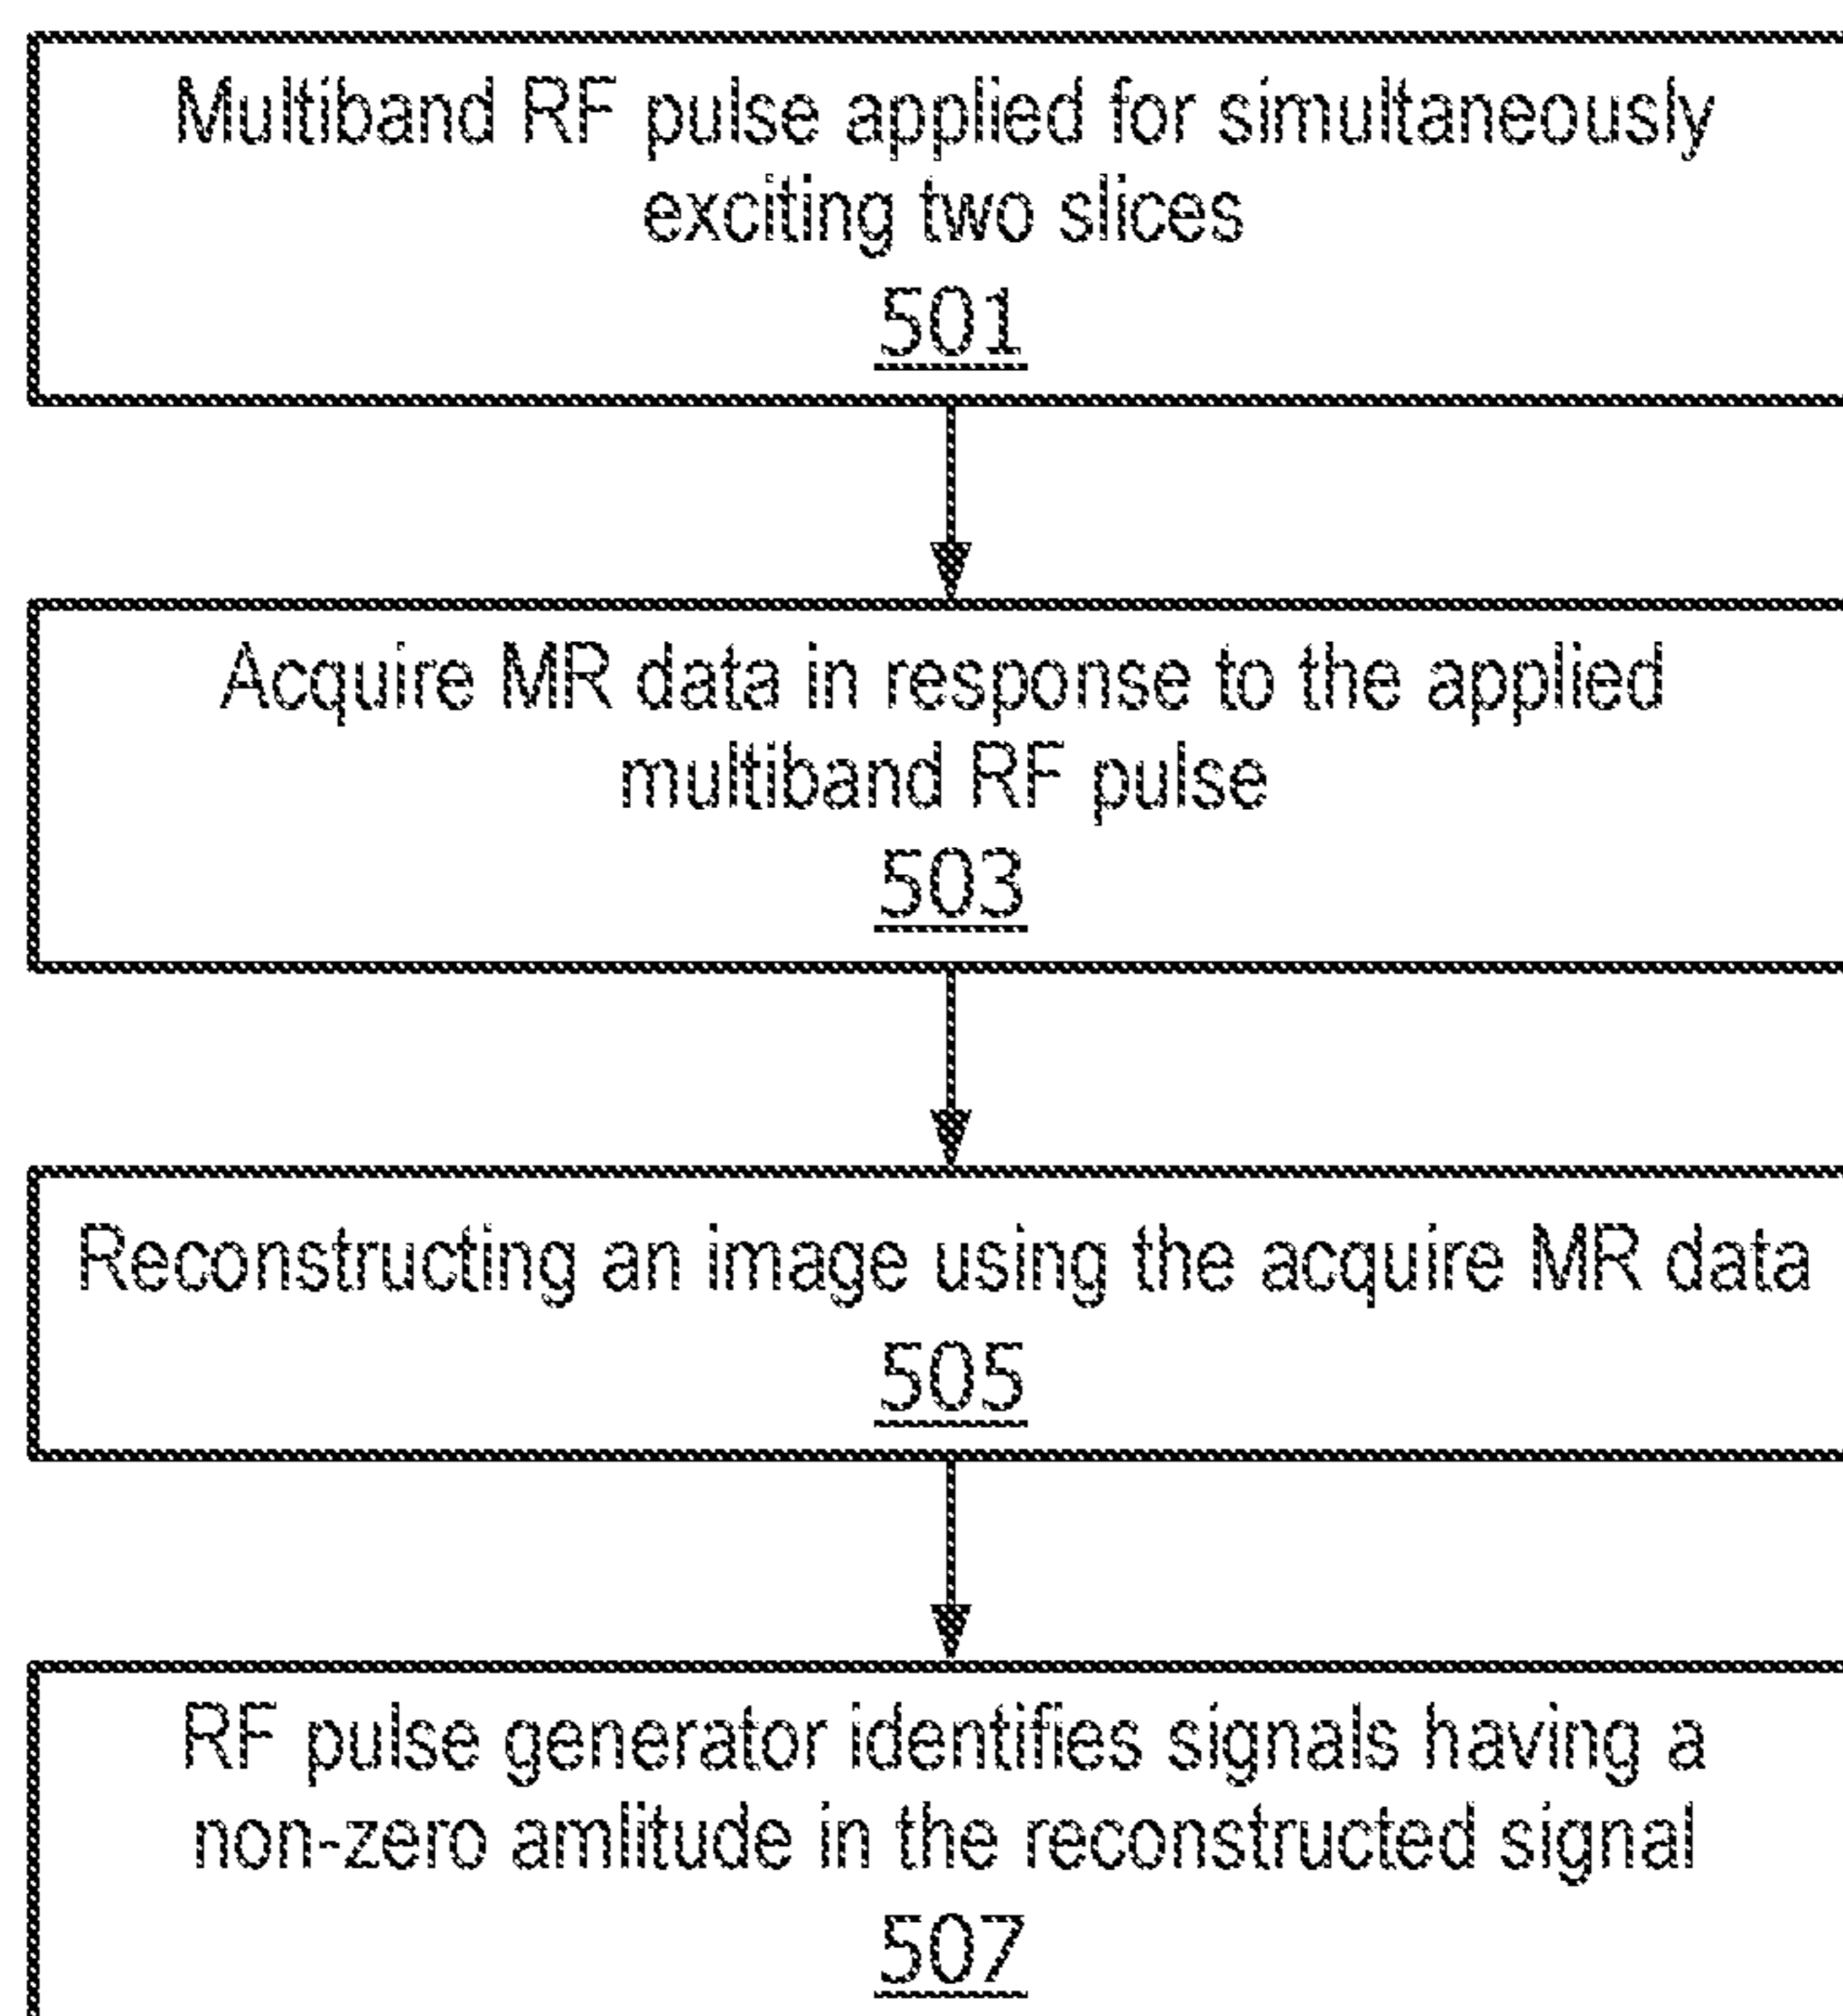 Multiband RF pulse applied for simultaneously
exciting two slices
501
Acquire MR data in response to the applied
multiband RF pulse
503
Reconstructing an image using the acquire MR data
505
RF pulse generator identifies signals having a
non-zero amlitude in the reconstructed signal
507